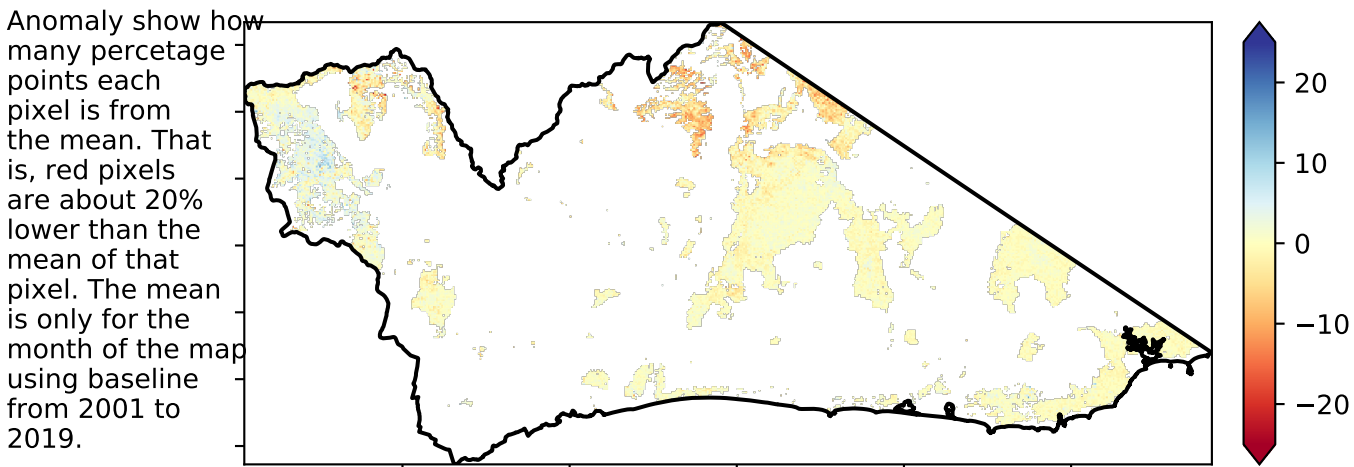 Anomaly show how
many percetage
points each
pixel is from
the mean. That
is, red pixels
are about 20%
lower than the
mean of that
pixel. The mean
is only for the
month of the map
using baseline
from 2001 to
2019.
20
10
0
−10
−20